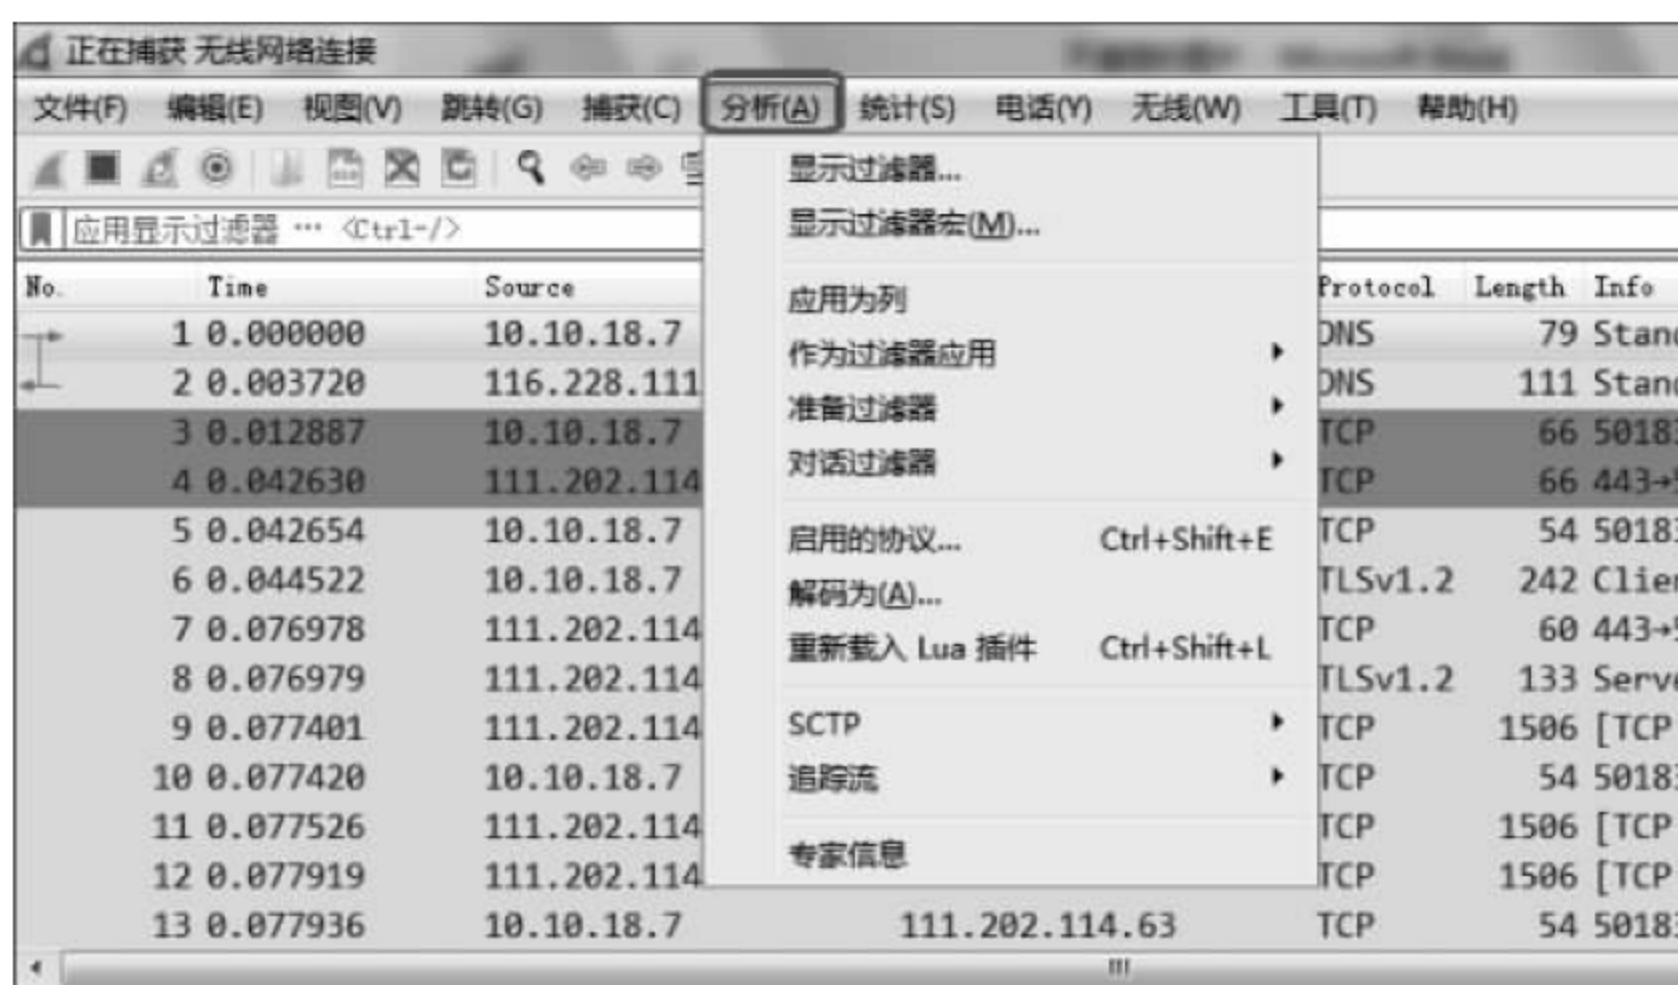 正在捕获 无线网络连接
文件(F) 编辑(E) 视图(V) 跳转(G) 捕获(C) 分析(A) 统计(S) 电话(Y) 无线(W) 工具(T) 帮助(H)
应用显示过滤器 … <Ctrl-/>
显示过滤器...
显示过滤器宏(M)...
应用为列
作为过滤器应用
准备过滤器
对话过滤器
启用的协议... Ctrl+Shift+E
解码为(A)...
重新载入 Lua 插件 Ctrl+Shift+L
SCTP
追踪流
专家信息
No. Time Source Protocol Length Info
1 0.000000 10.10.18.7 DNS 79 Stand
2 0.003720 116.228.111 DNS 111 Stand
3 0.012887 10.10.18.7 TCP 66 50183
4 0.042630 111.202.114 TCP 66 443→5
5 0.042654 10.10.18.7 TCP 54 50183
6 0.044522 10.10.18.7 TLSv1.2 242 Clien
7 0.076978 111.202.114 TCP 60 443→5
8 0.076979 111.202.114 TLSv1.2 133 Serve
9 0.077401 111.202.114 TCP 1506 [TCP
10 0.077420 10.10.18.7 TCP 54 50183
11 0.077526 111.202.114 TCP 1506 [TCP
12 0.077919 111.202.114 TCP 1506 [TCP
13 0.077936 10.10.18.7 111.202.114.63 TCP 54 50183